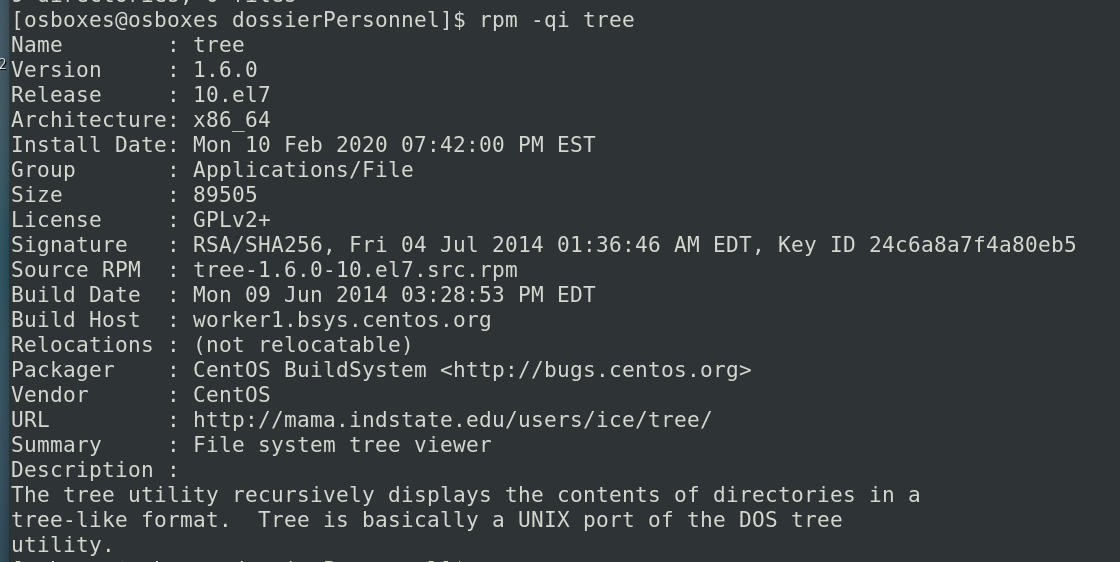 [osboxes@osboxes dossierPersonnel]$ rpm -qi tree
Name        : tree
2
Version     : 1.6.0
Release     : 10.el7
Architecture: x86_64
Install Date: Mon 10 Feb 2020 07:42:00 PM EST
Group       : Applications/File
Size        : 89505
License     : GPLv2+
Signature   : RSA/SHA256, Fri 04 Jul 2014 01:36:46 AM EDT, Key ID 24c6a8a7f4a80eb5
Source RPM  : tree-1.6.0-10.el7.src.rpm
Build Date  : Mon 09 Jun 2014 03:28:53 PM EDT
Build Host  : worker1.bsys.centos.org
Relocations : (not relocatable)
Packager    : CentOS BuildSystem <http://bugs.centos.org>
Vendor      : CentOS
URL         : http://mama.indstate.edu/users/ice/tree/
Summary     : File system tree viewer
Description :
The tree utility recursively displays the contents of directories in a
tree-like format.  Tree is basically a UNIX port of the DOS tree
utility.